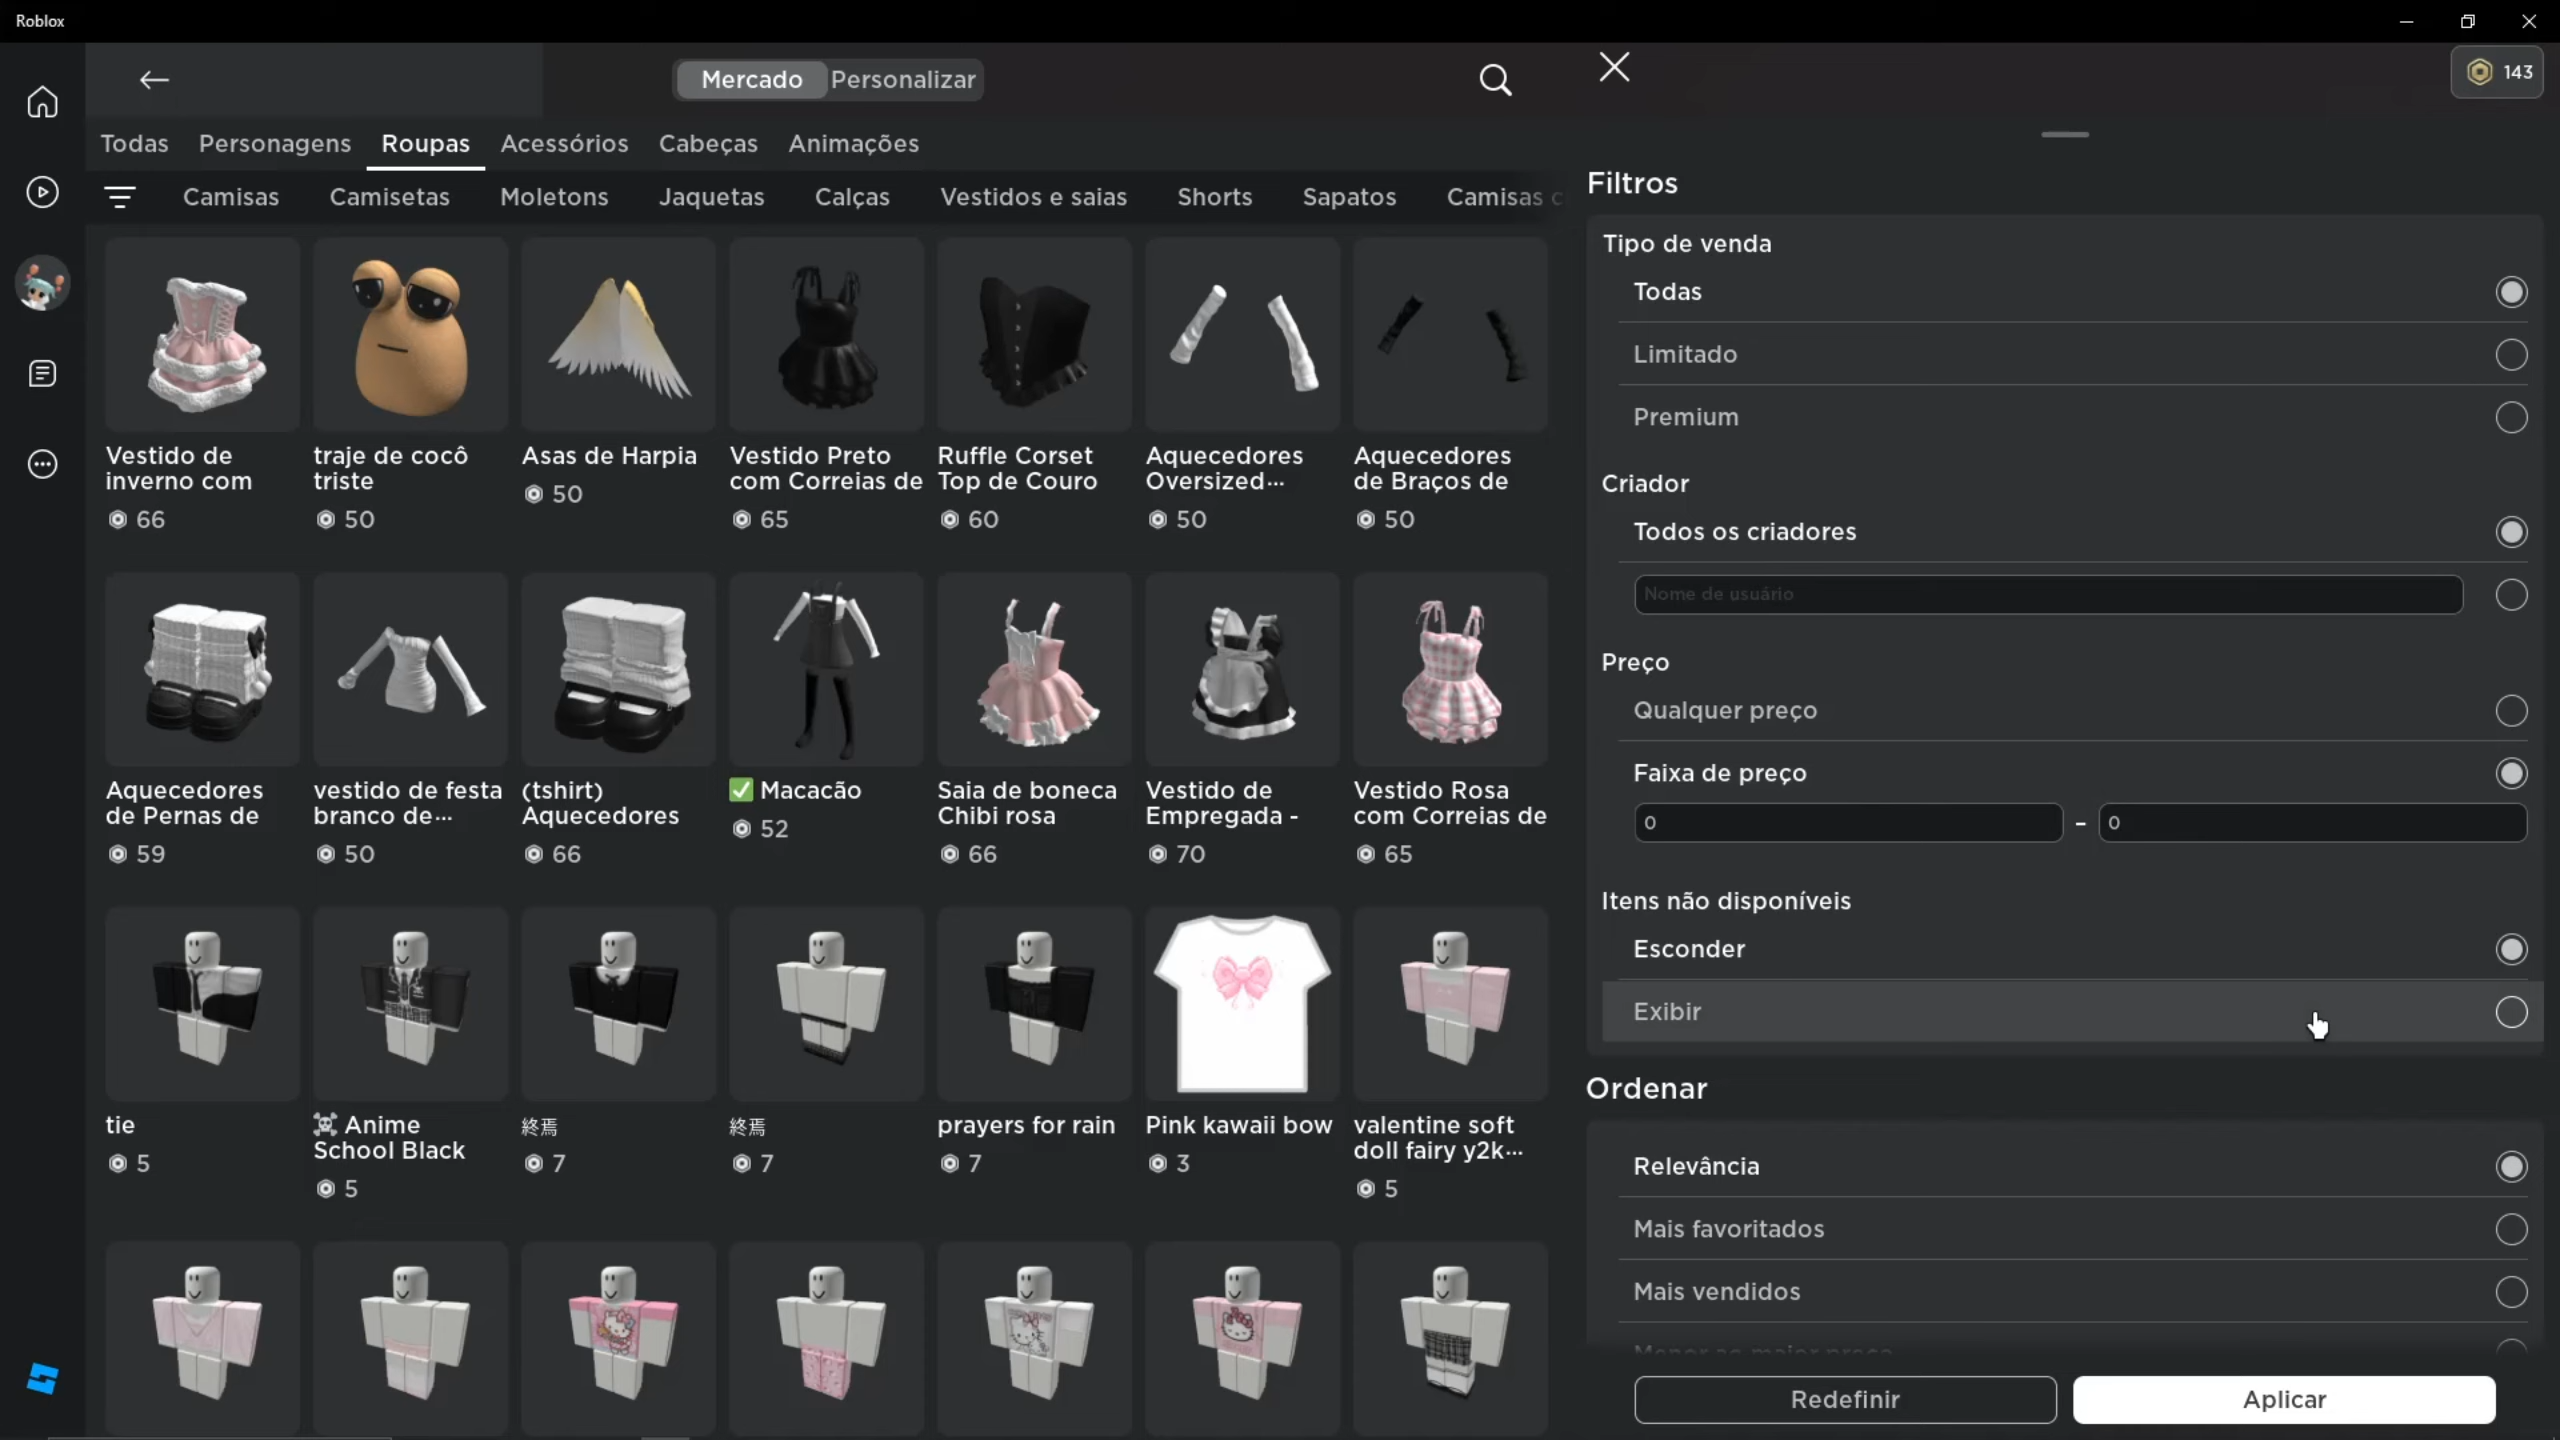 Roblox
Mercado
Personalizar
143
Todas
Personagens
Roupas
Acessórios
Cabeças
Animações
Camisas
Camisetas
Moletons
Jaquetas
Calças
Vestidos e saias
Shorts
Sapatos
Camisas c
Vestido de
inverno com
66
traje de cocô
triste
50
Asas de Harpia
50
Vestido Preto
com Correias de
65
Ruffle Corset
Top de Couro
60
Aquecedores
Oversized...
50
Aquecedores
de Braços de
50
Aquecedores
de Pernas de
59
vestido de festa
branco de...
50
(tshirt)
Aquecedores
66
✅ Macacão
52
Saia de boneca
Chibi rosa
66
Vestido de
Empregada -
70
Vestido Rosa
com Correias de
65
tie
5
☠ Anime
School Black
5
終焉
7
終焉
7
prayers for rain
7
Pink kawaii bow
3
valentine soft
doll fairy y2k...
5
Filtros
Tipo de venda
Todas
Limitado
Premium
Criador
Todos os criadores
Nome de usuário
Preço
Qualquer preço
Faixa de preço
0 - 0
Itens não disponíveis
Esconder
Exibir
Ordenar
Relevância
Mais favoritados
Mais vendidos
Menor ao maior preço
Redefinir
Aplicar